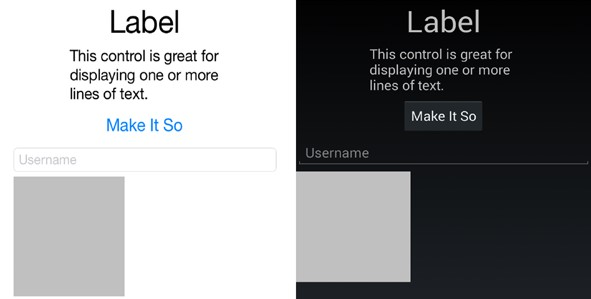 Label
This control is great for
displaying one or more
lines of text.
Make It So
Username
Label
This control is great for
displaying one or more
lines of text.
Make It So
Username